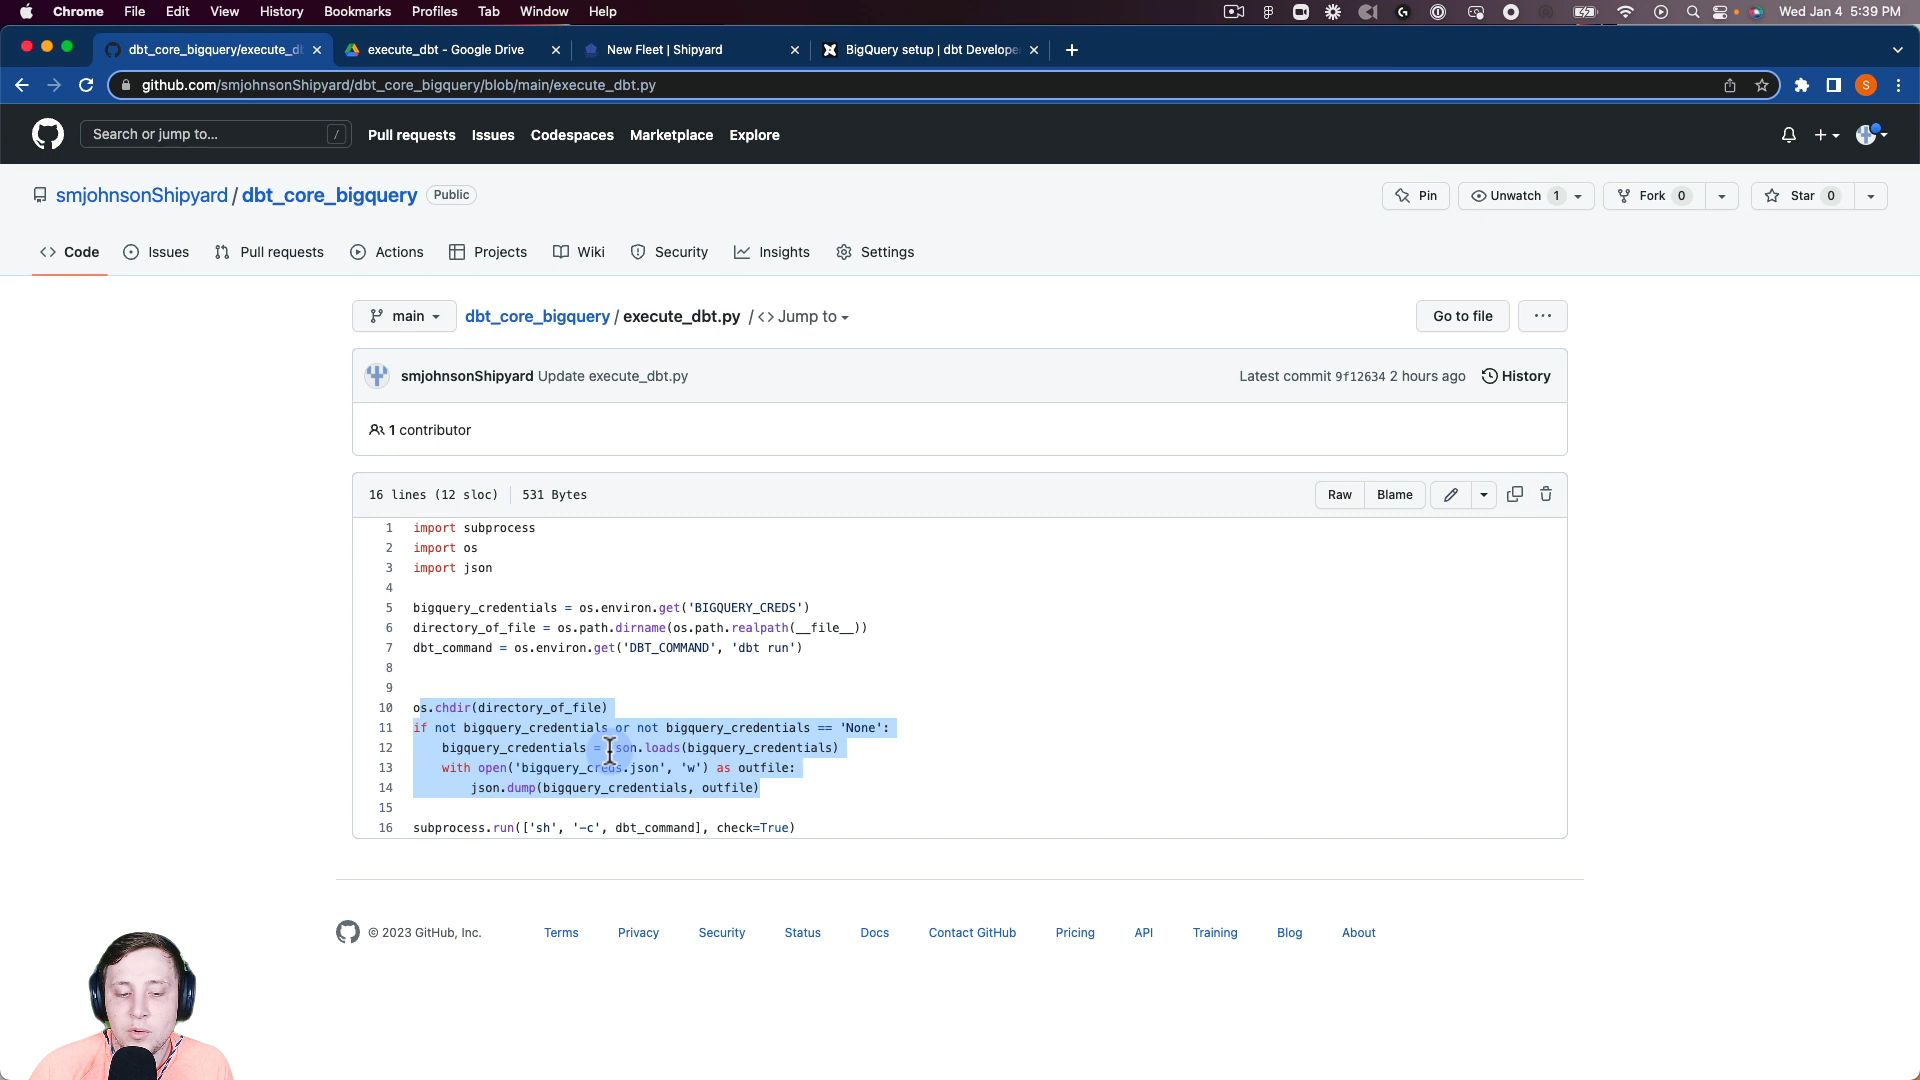 Chrome File Edit View History Bookmarks Profiles Tab Window Help Wed Jan 4 5:39 PM
dbt_core_bigquery/execute_d execute_dbt - Google Drive New Fleet | Shipyard BigQuery setup | dbt Develope
github.com/smjohnsonShipyard/dbt_core_bigquery/blob/main/execute_dbt.py S
Search or jump to... / Pull requests Issues Codespaces Marketplace Explore
smjohnsonShipyard / dbt_core_bigquery Public Pin Unwatch 1 Fork 0 Star 0
Code Issues Pull requests Actions Projects Wiki Security Insights Settings
main dbt_core_bigquery / execute_dbt.py / <> Jump to Go to file ...
smjohnsonShipyard Update execute_dbt.py Latest commit 9f12634 2 hours ago History
1 contributor
16 lines (12 sloc) 531 Bytes Raw Blame
1 import subprocess
2 import os
3 import json
4
5 bigquery_credentials = os.environ.get('BIGQUERY_CREDS')
6 directory_of_file = os.path.dirname(os.path.realpath(__file__))
7 dbt_command = os.environ.get('DBT_COMMAND', 'dbt run')
8
9
10 os.chdir(directory_of_file)
11 if not bigquery_credentials or not bigquery_credentials == 'None':
12 bigquery_credentials = json.loads(bigquery_credentials)
13 with open('bigquery_creds.json', 'w') as outfile:
14 json.dump(bigquery_credentials, outfile)
15
16 subprocess.run(['sh', '-c', dbt_command], check=True)
© 2023 GitHub, Inc. Terms Privacy Security Status Docs Contact GitHub Pricing API Training Blog About